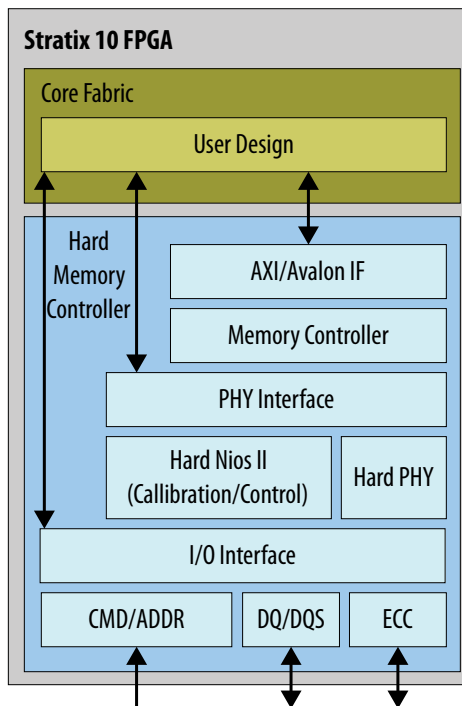 Stratix 10 FPGA
Core Fabric
User Design
Hard
Memory
Controller
AXI/Avalon IF
Memory Controller
PHY Interface
Hard Nios II
(Callibration/Control)
Hard PHY
I/O Interface
CMD/ADDR
DQ/DQS
ECC